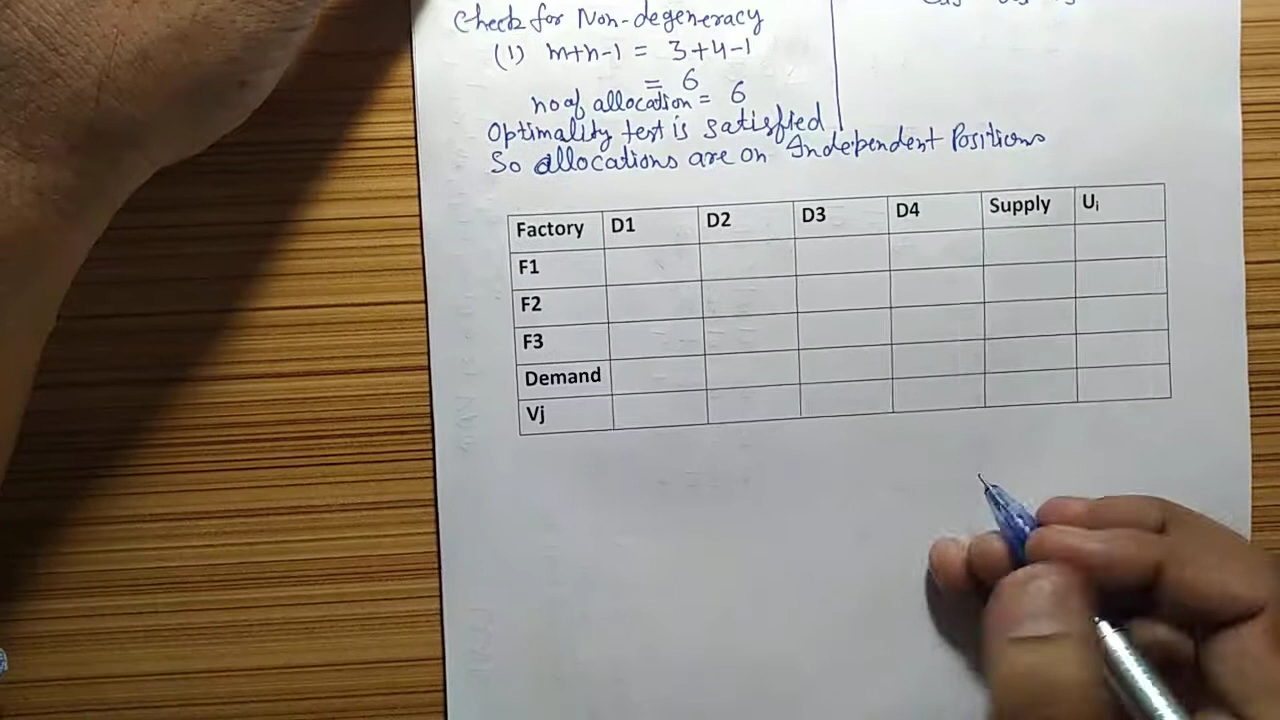 Check for Non-degeneracy
(1) m+n-1 = 3+4-1
= 6
no of allocation = 6
Optimality test is satisfied
So allocations are on Independent Positions
Factory D1 D2 D3 D4 Supply Ui
F1
F2
F3
Demand
Vj